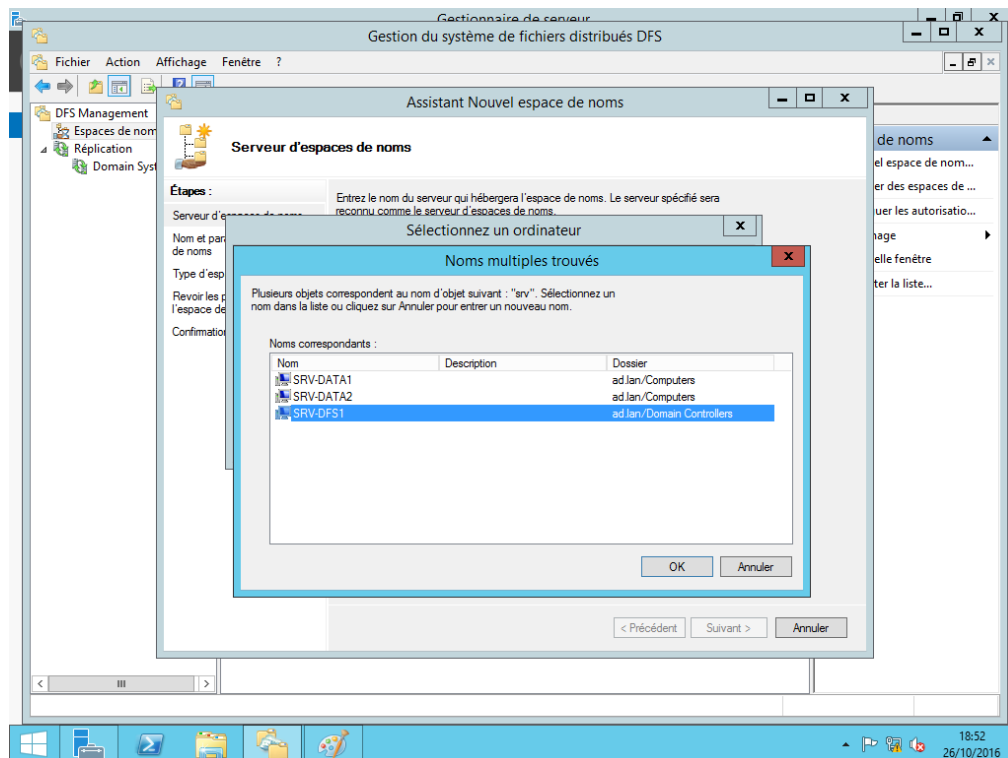 Gestionnaire de serveur
Gestion du système de fichiers distribués DFS
Fichier Action Affichage Fenêtre ?
DFS Management
Espaces de nom
Réplication
Domain Syst
Assistant Nouvel espace de noms
Serveur d'espaces de noms
Étapes :
Serveur d'espaces de noms
Nom et par
de noms
Type d'esp
Revoir les p
l'espace de
Confirmation
Entrez le nom du serveur qui hébergera l'espace de noms. Le serveur spécifié sera
reconnu comme le serveur d'espaces de noms.
Sélectionnez un ordinateur
x
Noms multiples trouvés
x
Plusieurs objets correspondent au nom d'objet suivant : "srv". Sélectionnez un
nom dans la liste ou cliquez sur Annuler pour entrer un nouveau nom.
Noms correspondants :
Nom Description Dossier
SRV-DATA1 ad.lan/Computers
SRV-DATA2 ad.lan/Computers
SRV-DFS1 ad.lan/Domain Controllers
OK Annuler
< Précédent Suivant > Annuler
de noms
el espace de nom...
er des espaces de ...
uer les autorisatio...
hage
elle fenêtre
ter la liste...
18:52
26/10/2016